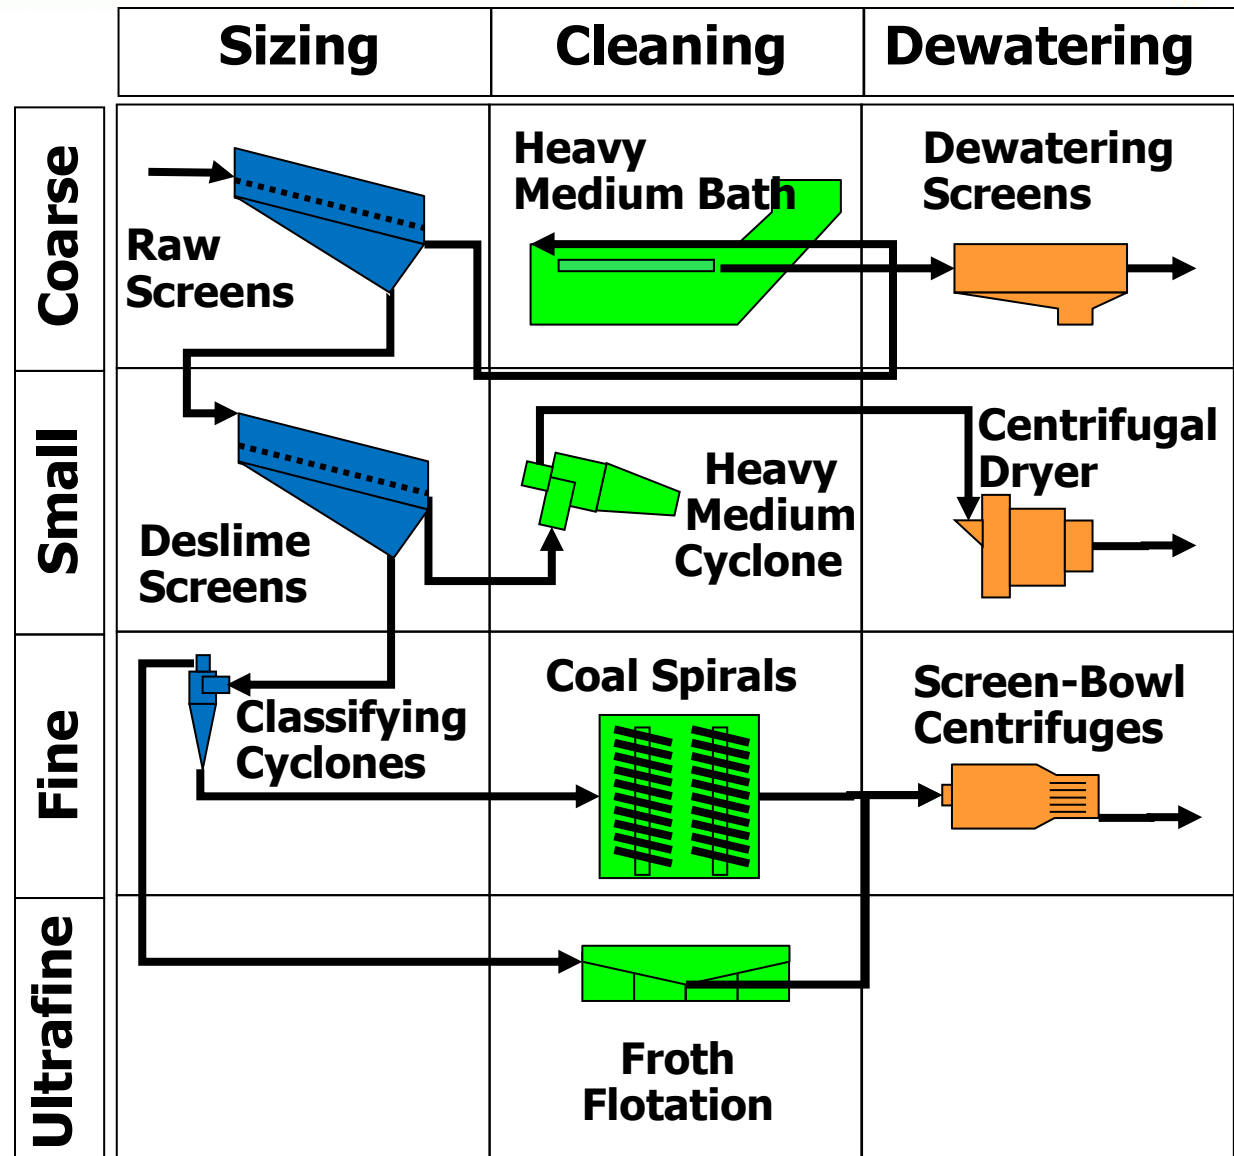 Sizing
Cleaning
Dewatering
Coarse
Raw
Screens
Heavy
Medium Bath
Dewatering
Screens
Small
Deslime
Screens
Heavy
Medium
Cyclone
Centrifugal
Dryer
Fine
Classifying
Cyclones
Coal Spirals
Screen-Bowl
Centrifuges
Ultrafine
Froth
Flotation